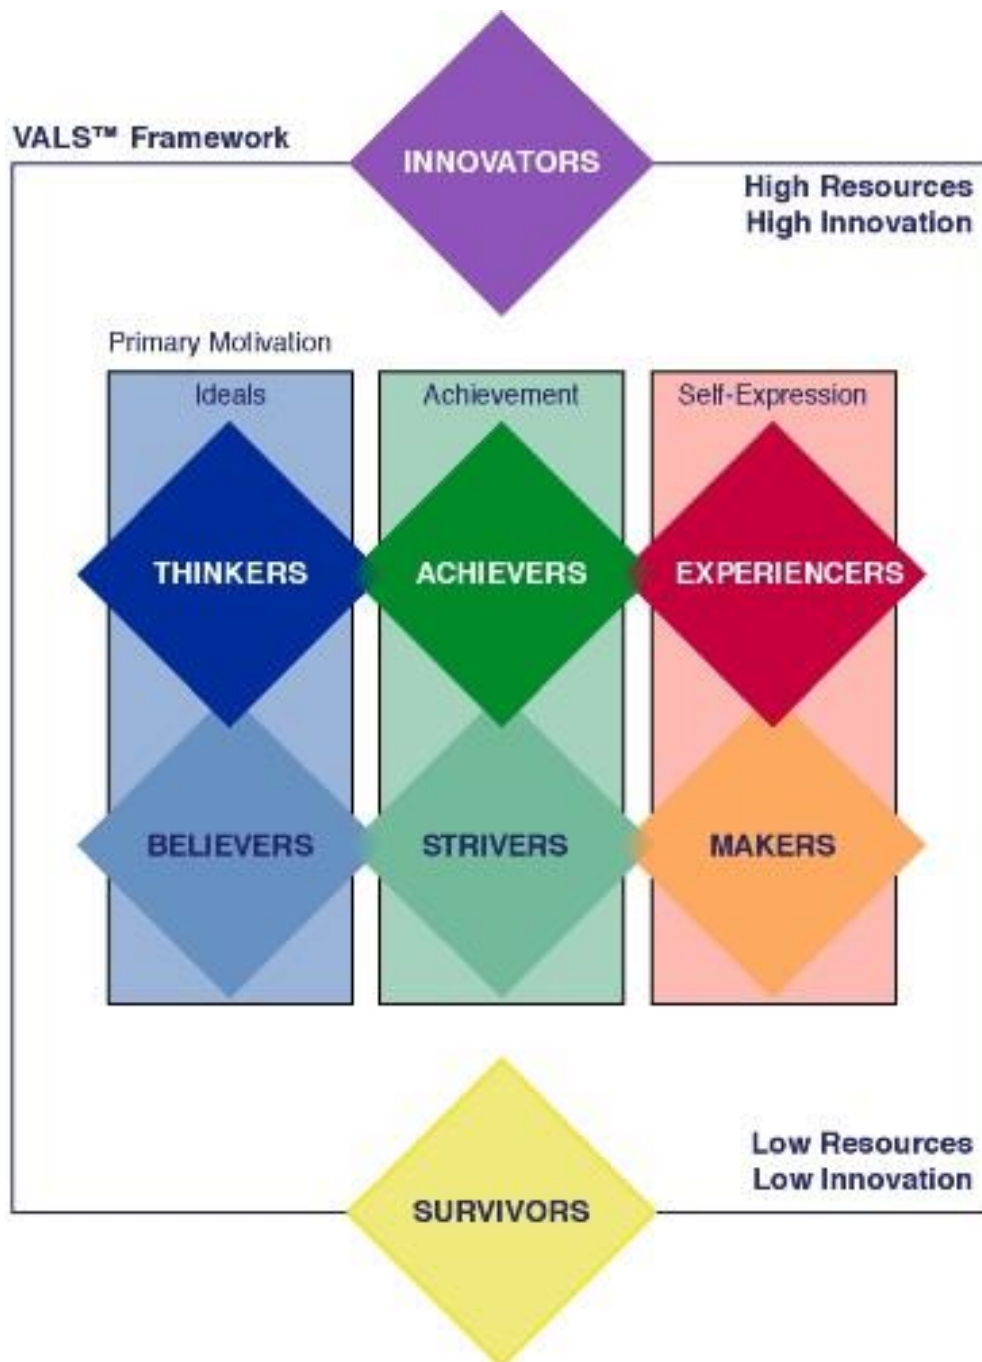 VALS™ Framework
INNOVATORS
High Resources
High Innovation
Primary Motivation
Ideals
Achievement
Self-Expression
THINKERS
ACHIEVERS
EXPERIENCERS
BELIEVERS
STRIVERS
MAKERS
Low Resources
Low Innovation
SURVIVORS